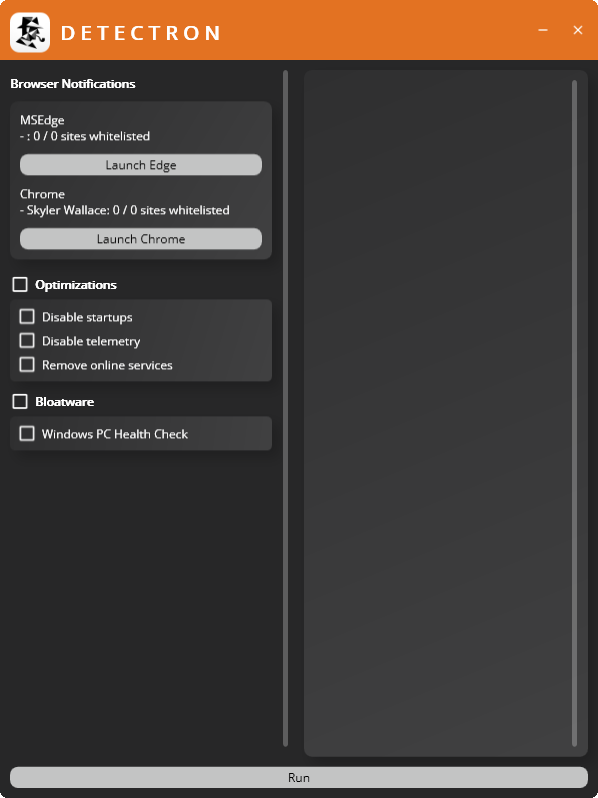 DETECTRON
Browser Notifications
MSEdge
- : 0 / 0 sites whitelisted
Launch Edge
Chrome
- Skyler Wallace: 0 / 0 sites whitelisted
Launch Chrome
Optimizations
Disable startups
Disable telemetry
Remove online services
Bloatware
Windows PC Health Check
Run